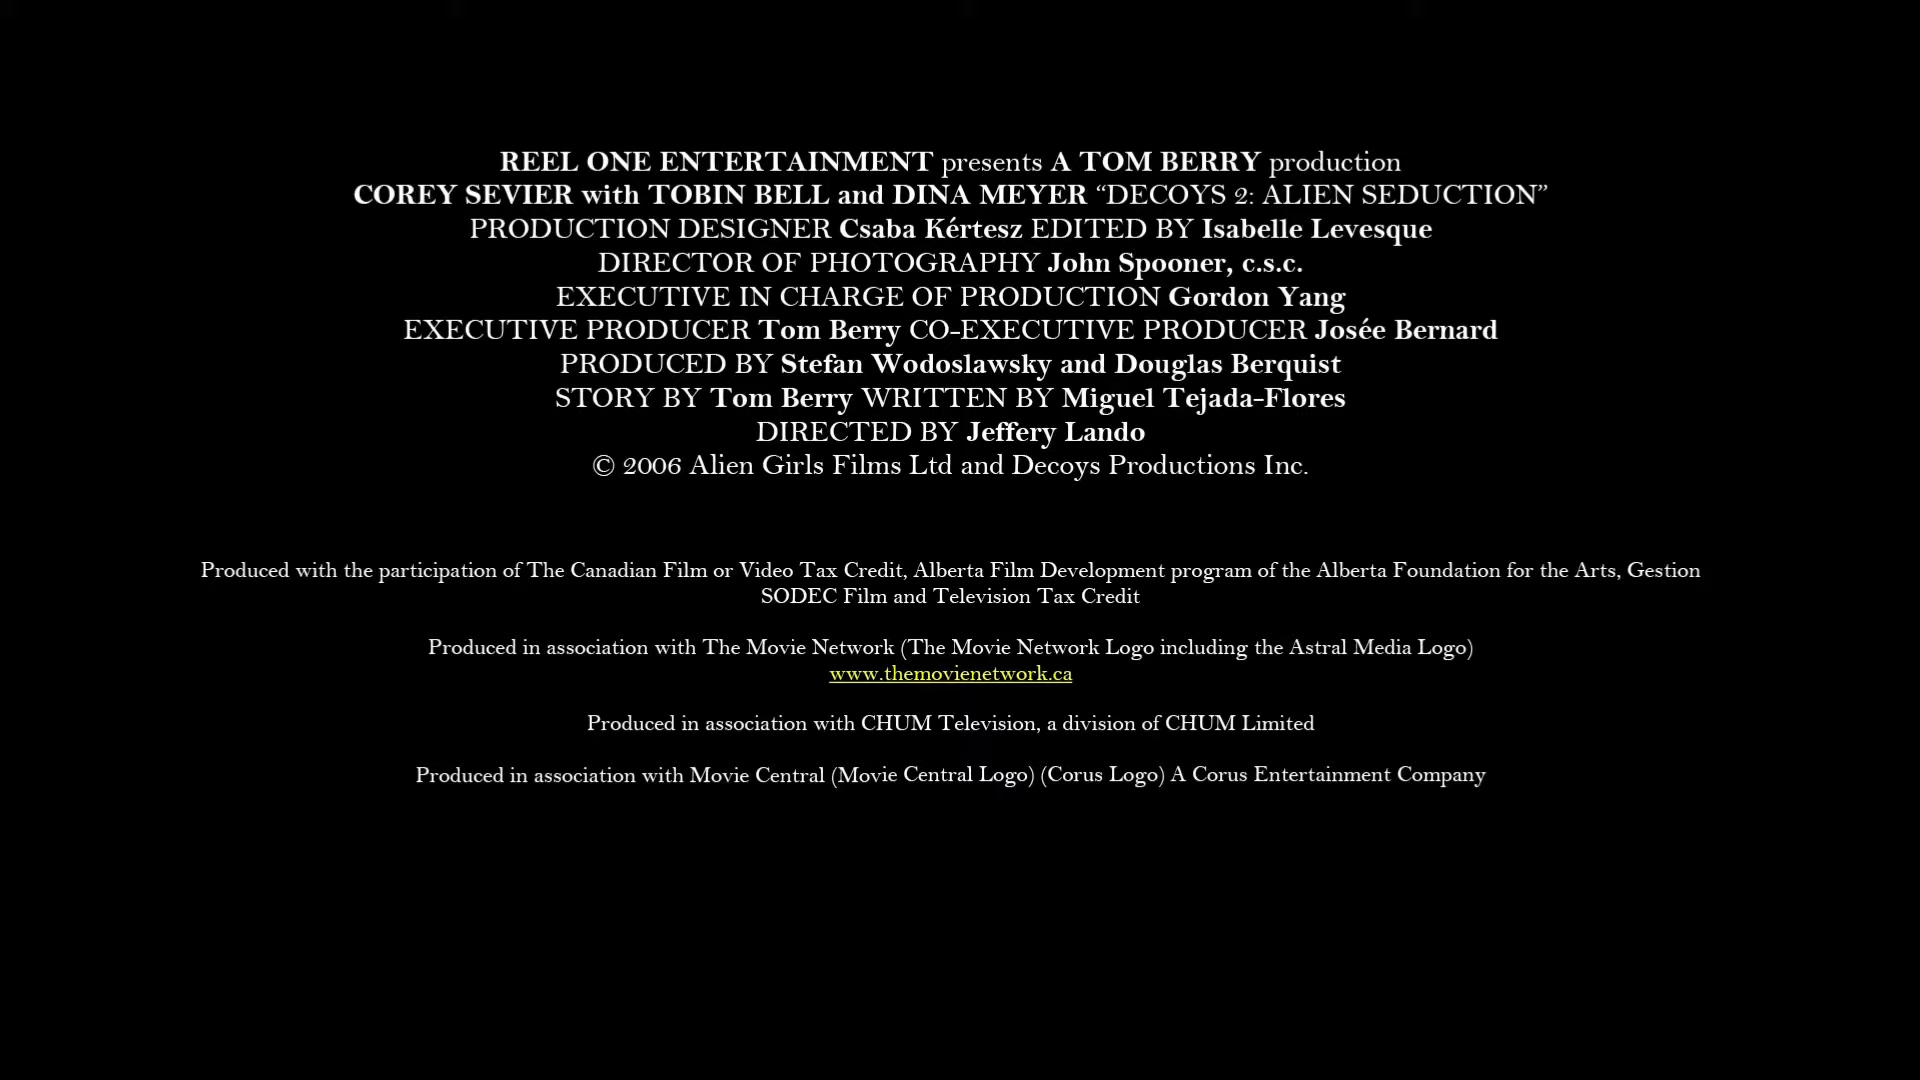 REEL ONE ENTERTAINMENT presents A TOM BERRY production
COREY SEVIER with TOBIN BELL and DINA MEYER “DECOYS 2: ALIEN SEDUCTION”
PRODUCTION DESIGNER Csaba Kértesz EDITED BY Isabelle Levesque
DIRECTOR OF PHOTOGRAPHY John Spooner, c.s.c.
EXECUTIVE IN CHARGE OF PRODUCTION Gordon Yang
EXECUTIVE PRODUCER Tom Berry CO-EXECUTIVE PRODUCER Josée Bernard
PRODUCED BY Stefan Wodoslawsky and Douglas Berquist
STORY BY Tom Berry WRITTEN BY Miguel Tejada-Flores
DIRECTED BY Jeffery Lando
© 2006 Alien Girls Films Ltd and Decoys Productions Inc.
Produced with the participation of The Canadian Film or Video Tax Credit, Alberta Film Development program of the Alberta Foundation for the Arts, Gestion
SODEC Film and Television Tax Credit
Produced in association with The Movie Network (The Movie Network Logo including the Astral Media Logo)
www.themovienetwork.ca
Produced in association with CHUM Television, a division of CHUM Limited
Produced in association with Movie Central (Movie Central Logo) (Corus Logo) A Corus Entertainment Company